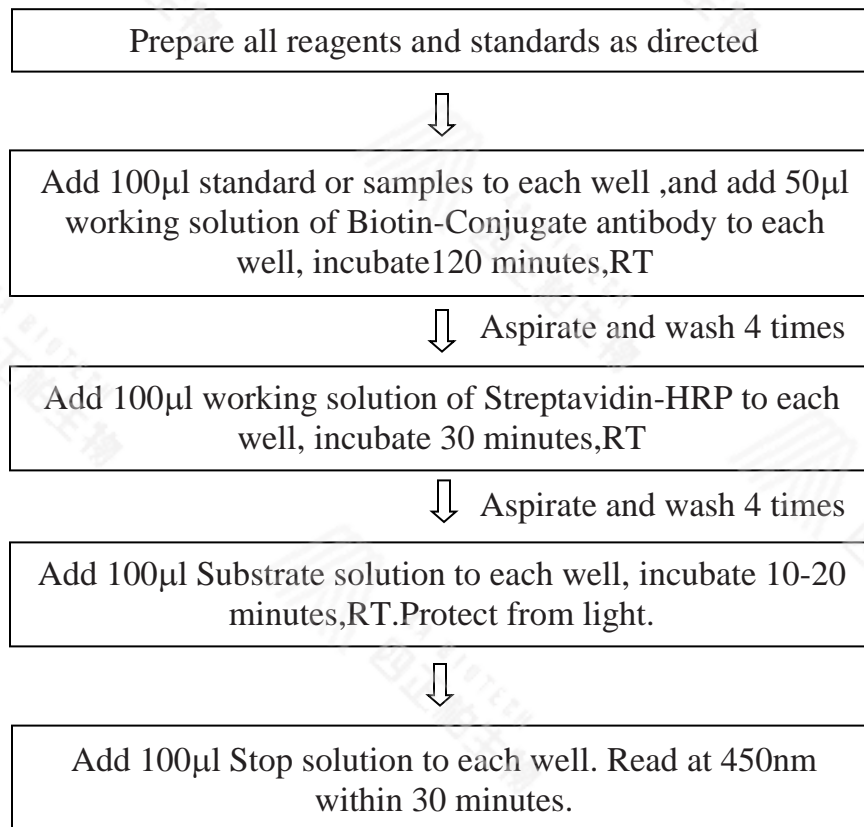 Prepare all reagents and standards as directed
Add 100μl standard or samples to each well ,and add 50μl
working solution of Biotin-Conjugate antibody to each
well, incubate120 minutes,RT
Aspirate and wash 4 times
Add 100μl working solution of Streptavidin-HRP to each
well, incubate 30 minutes,RT
Aspirate and wash 4 times
Add 100μl Substrate solution to each well, incubate 10-20
minutes,RT.Protect from light.
Add 100μl Stop solution to each well. Read at 450nm
within 30 minutes.